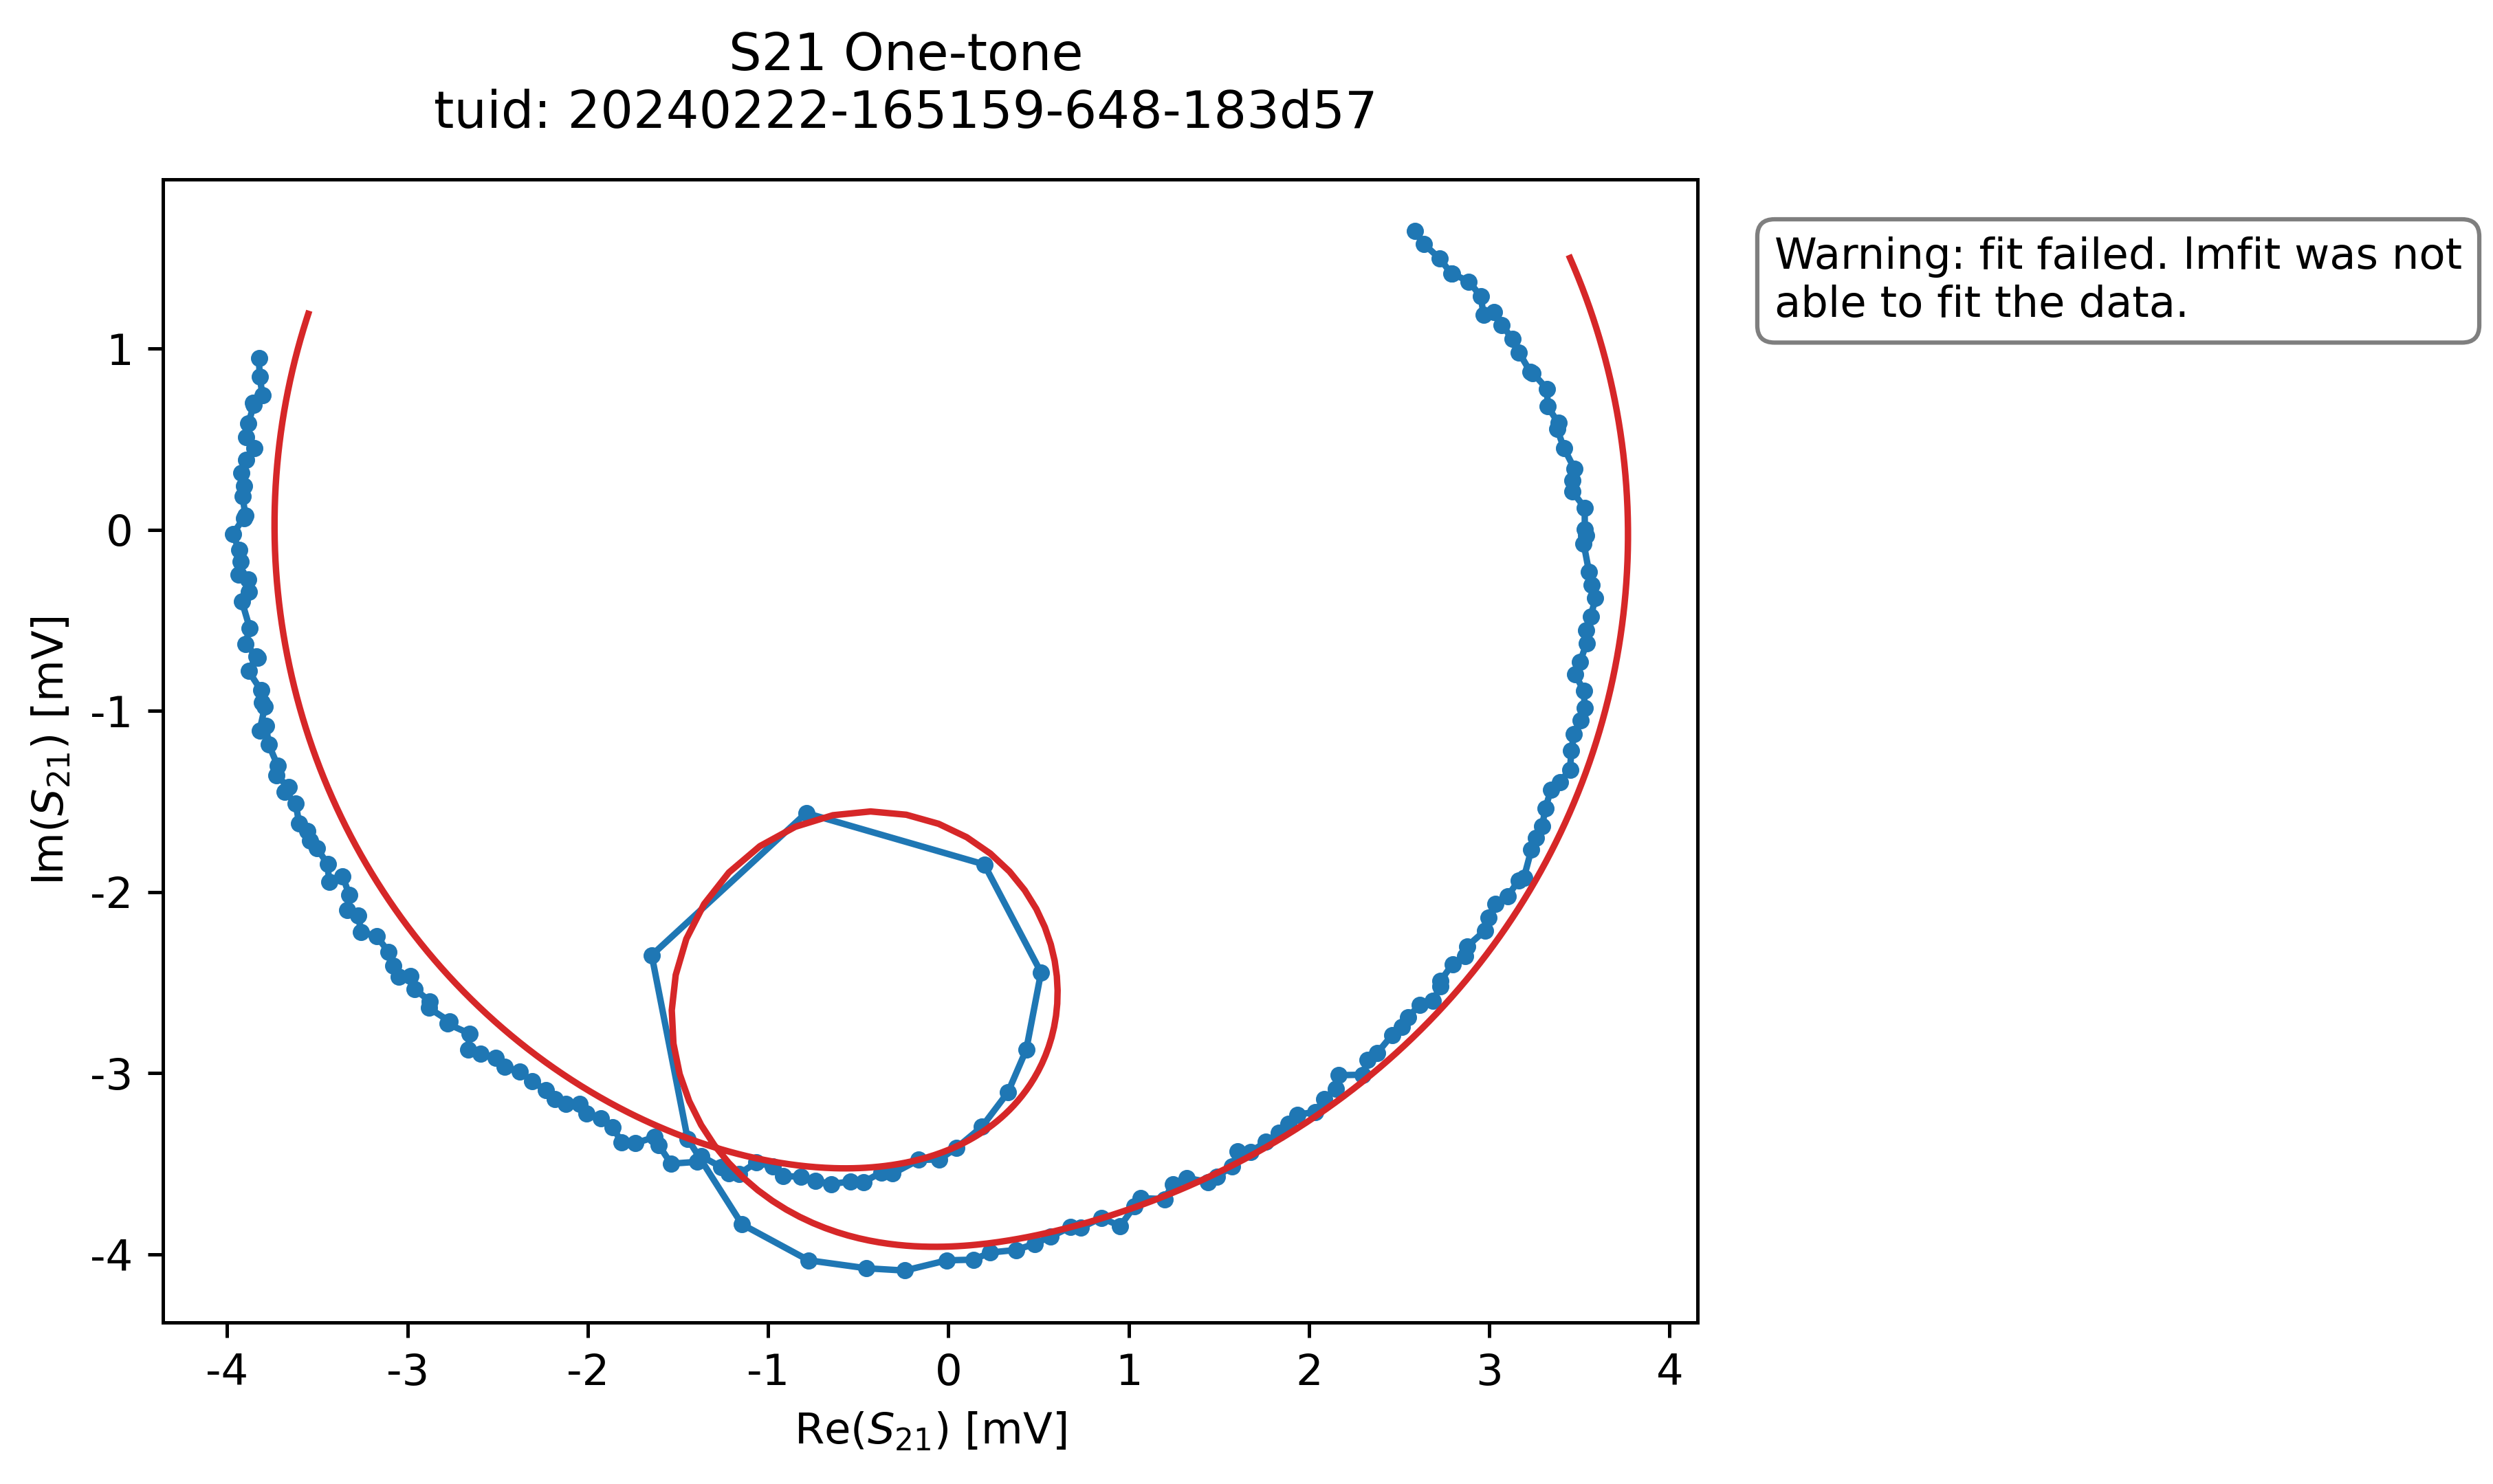 S21 One-tone
tuid: 20240222-165159-648-183d57
Warning: fit failed. lmfit was not
able to fit the data.
1
0
-1
-2
-3
-4
Im(S21) [mV]
-4 -3 -2 -1 0 1 2 3 4
Re(S21) [mV]